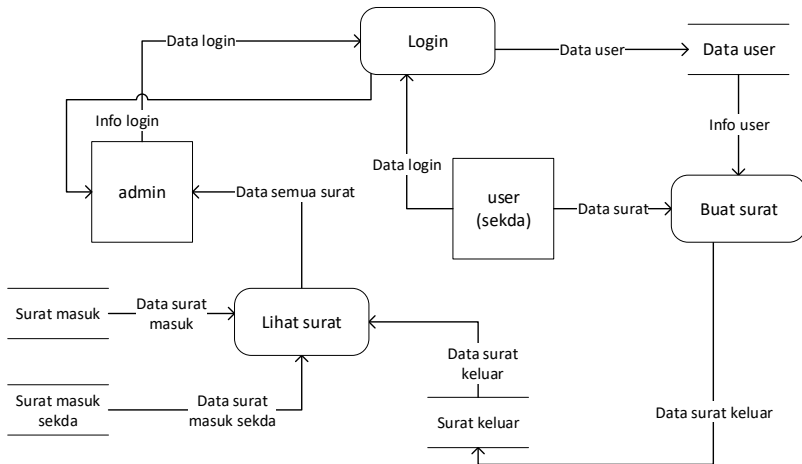 Data login
Login
Data user
Data user
Info login
Info user
Data login
admin
Data semua surat
user
(sekda)
Data surat
Buat surat
Surat masuk
Data surat
masuk
Lihat surat
Data surat
keluar
Surat masuk
sekda
Data surat
masuk sekda
Surat keluar
Data surat keluar